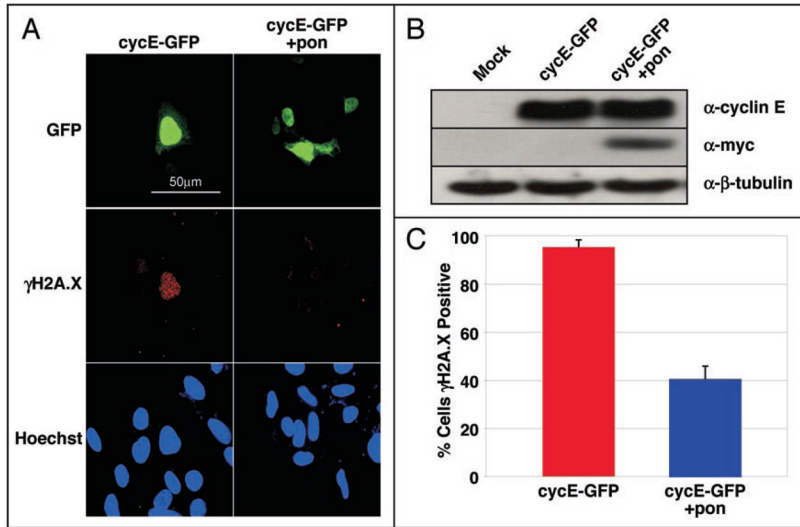 A
cycE-GFP
cycE-GFP
+pon
GFP
50μm
γH2A.X
Hoechst
B
Mock
cycE-GFP
cycE-GFP
+pon
α-cyclin E
α-myc
α-β-tubulin
C
% Cells γH2A.X Positive
100
80
60
40
20
0
cycE-GFP
cycE-GFP
+pon